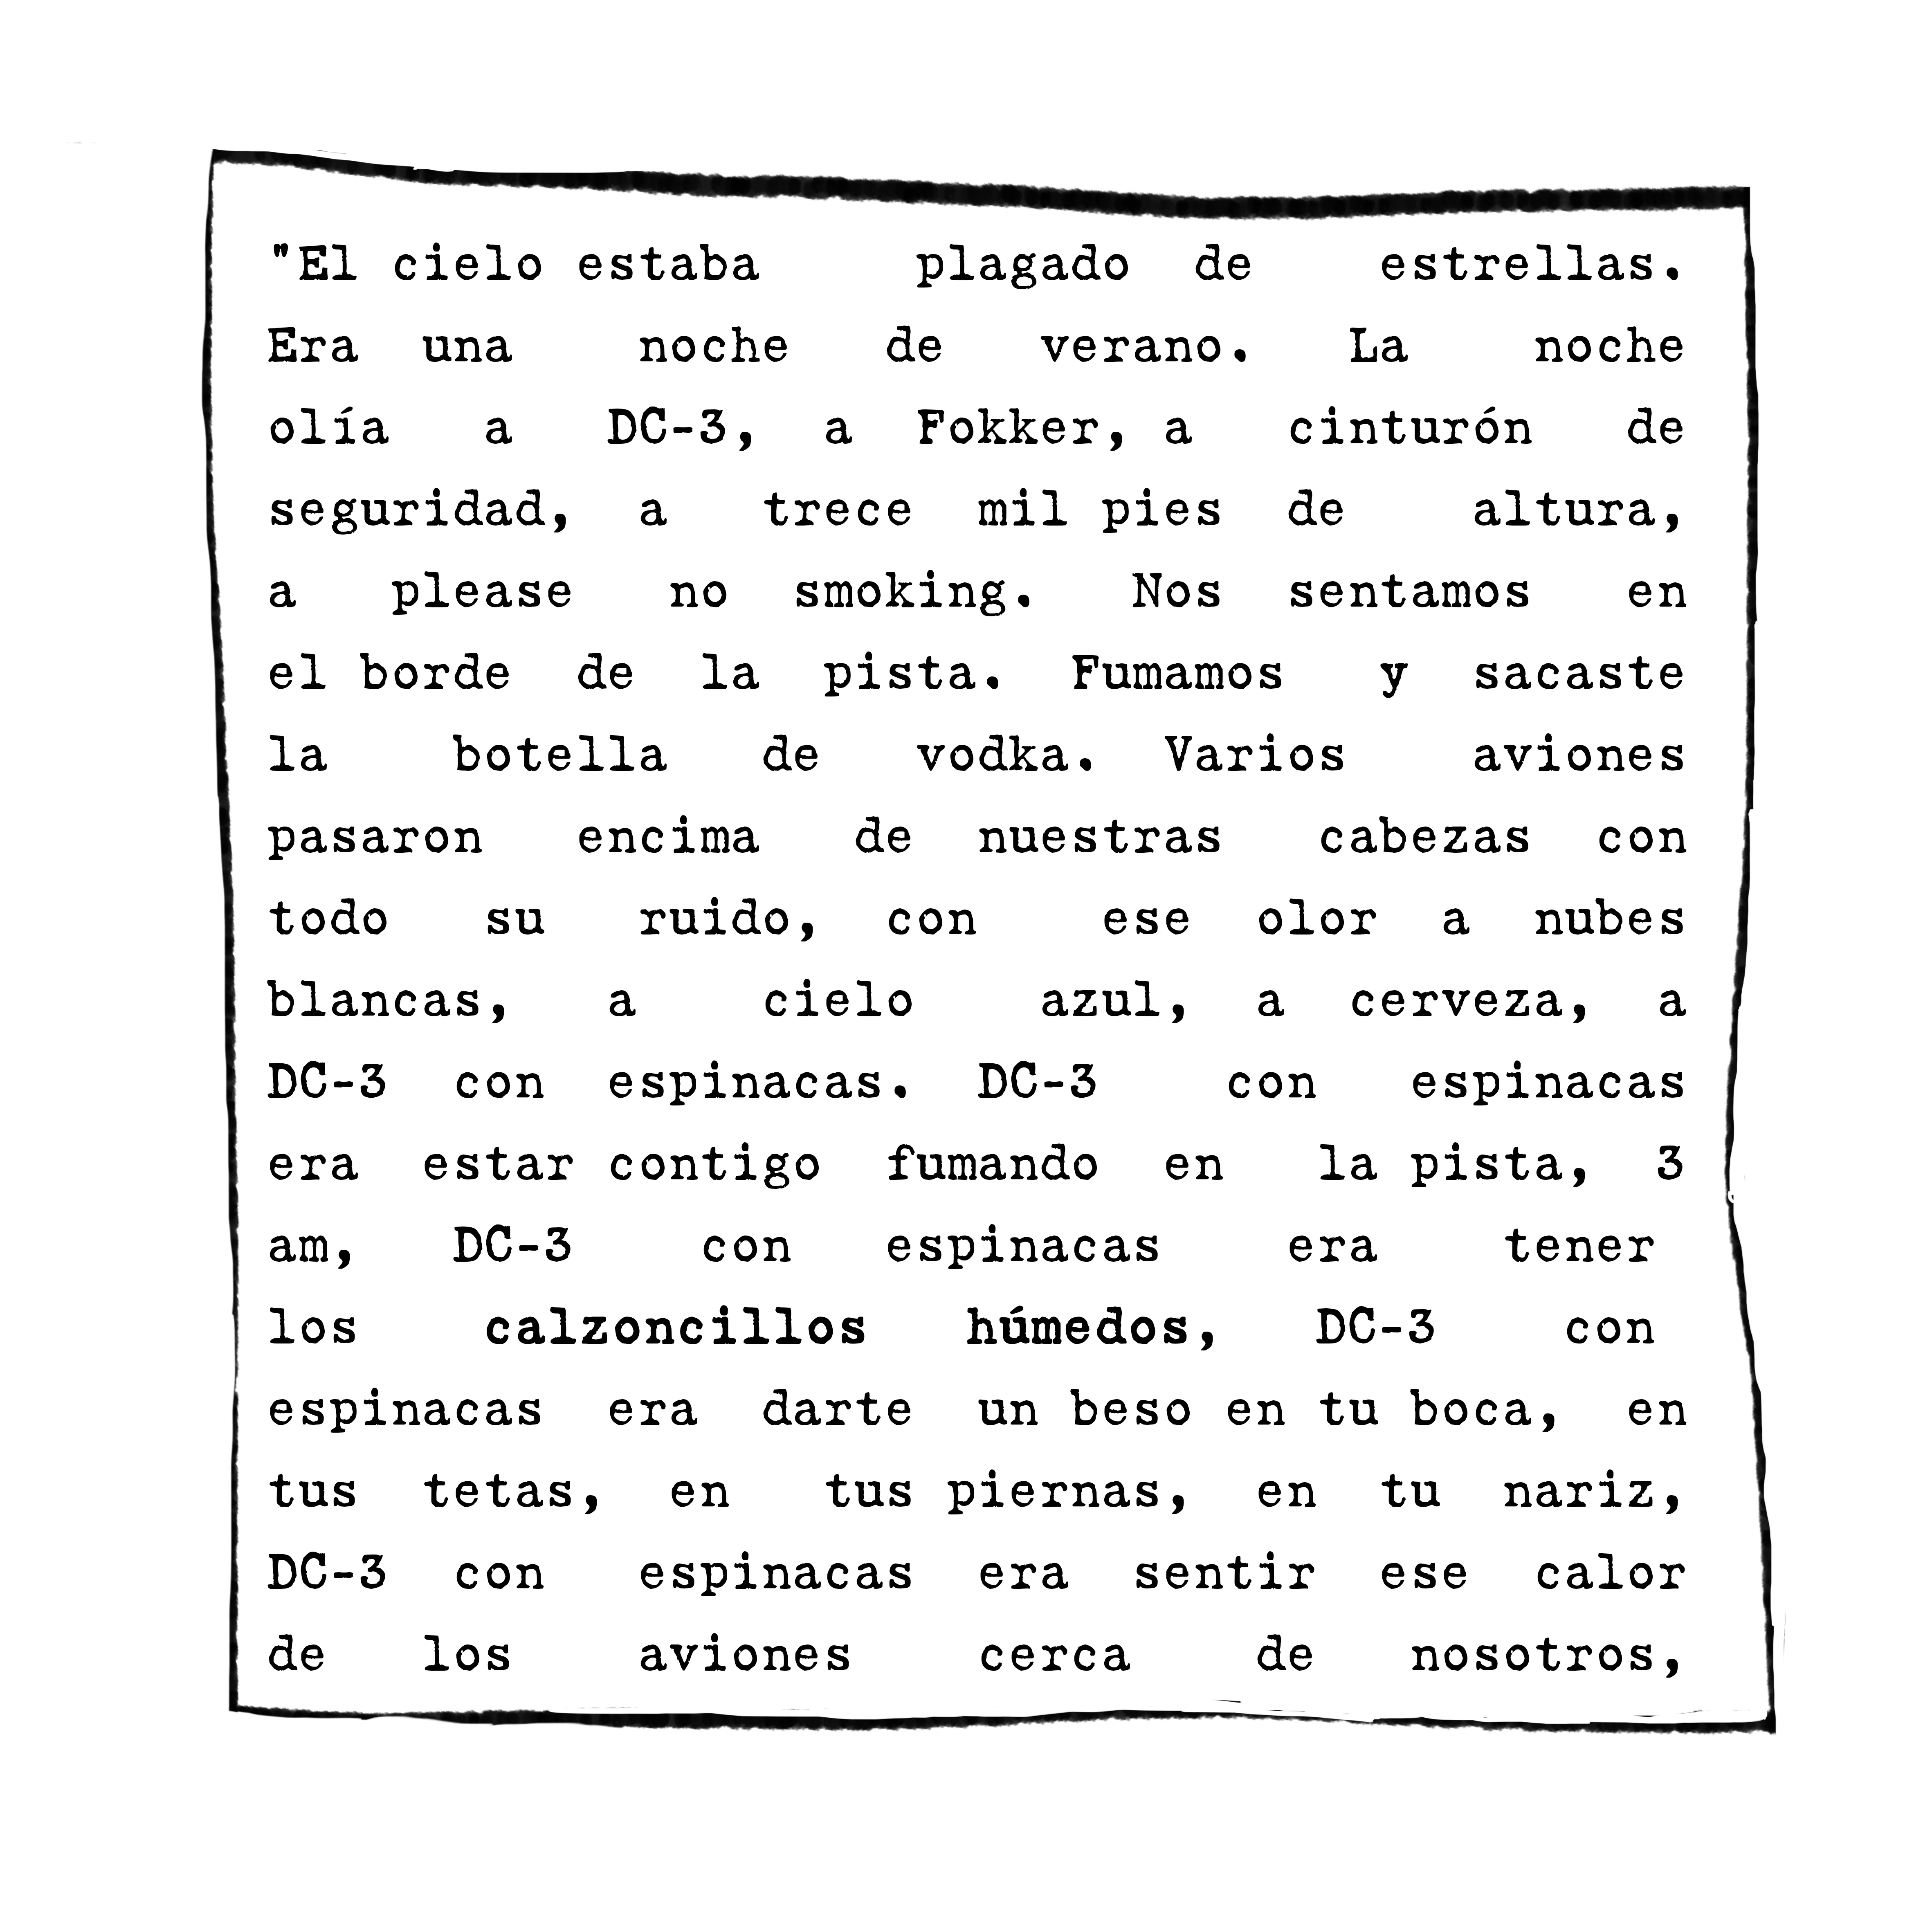 "El cielo estaba plagado de estrellas.
Era una noche de verano. La noche
olía a DC-3, a Fokker, a cinturón de
seguridad, a trece mil pies de altura,
a please no smoking. Nos sentamos en
el borde de la pista. Fumamos y sacaste
la botella de vodka. Varios aviones
pasaron encima de nuestras cabezas con
todo su ruido, con ese olor a nubes
blancas, a cielo azul, a cerveza, a
DC-3 con espinacas. DC-3 con espinacas
era estar contigo fumando en la pista, 3
am, DC-3 con espinacas era tener
los calzoncillos húmedos, DC-3 con
espinacas era darte un beso en tu boca, en
tus tetas, en tus piernas, en tu nariz,
DC-3 con espinacas era sentir ese calor
de los aviones cerca de nosotros,